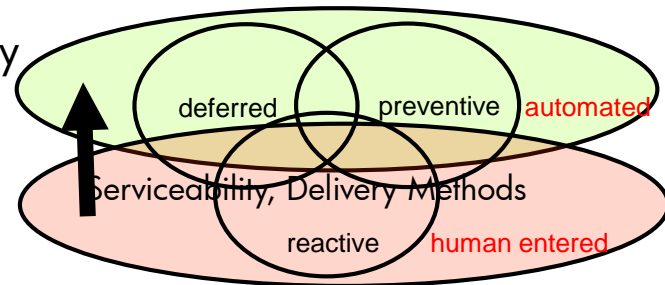 y
deferred preventive automated
Serviceability, Delivery Methods
reactive human entered